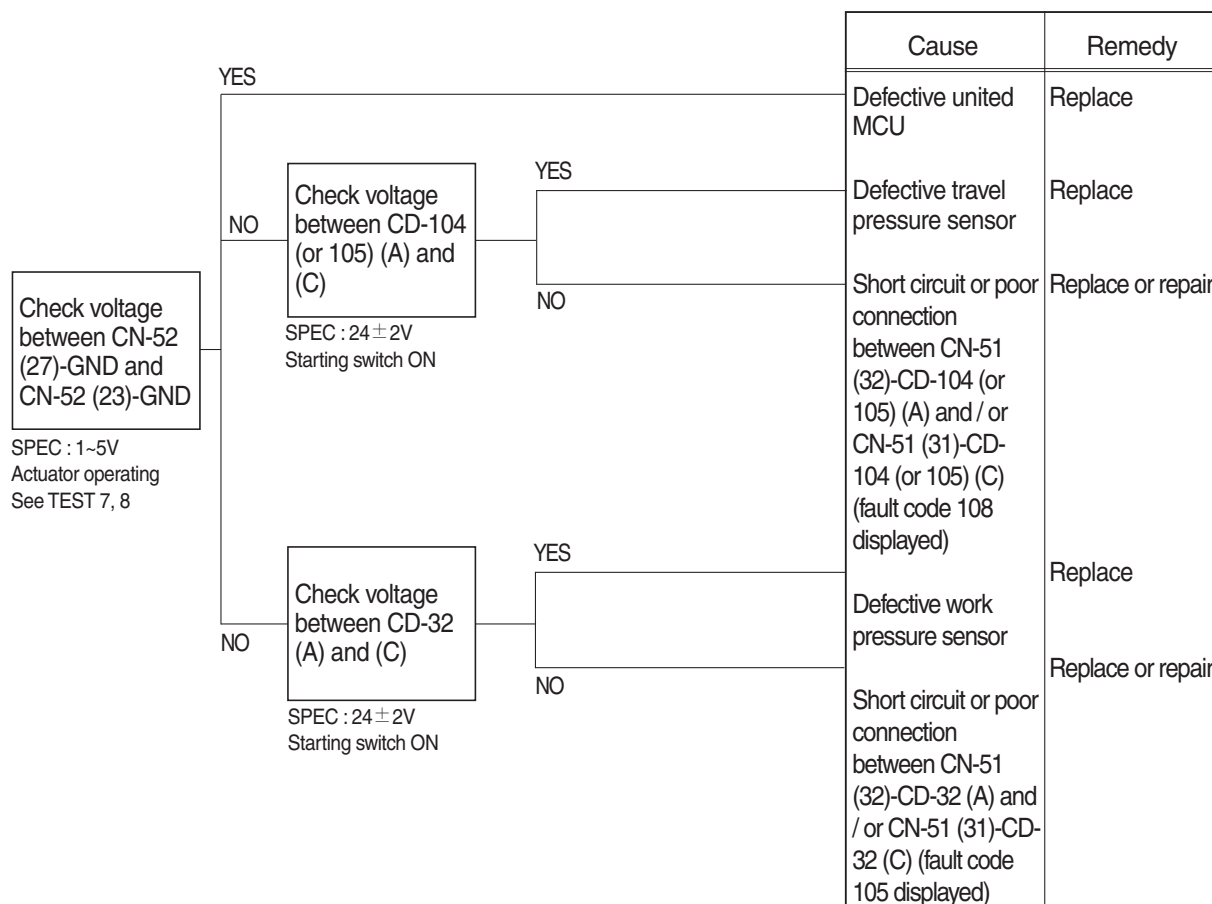 Cause
Remedy
YES
Defective united
MCU
Replace
Check voltage
between CD-104
(or 105) (A) and
(C)
NO
SPEC : 24±2V
Starting switch ON
YES
Defective travel
pressure sensor
Replace
NO
Short circuit or poor
connection
between CN-51
(32)-CD-104 (or
105) (A) and / or
CN-51 (31)-CD-
104 (or 105) (C)
(fault code 108
displayed)
Replace or repair
Check voltage
between CN-52
(27)-GND and
CN-52 (23)-GND
SPEC : 1~5V
Actuator operating
See TEST 7, 8
Check voltage
between CD-32
(A) and (C)
NO
SPEC : 24±2V
Starting switch ON
YES
Defective work
pressure sensor
Replace
NO
Short circuit or poor
connection
between CN-51
(32)-CD-32 (A) and
/ or CN-51 (31)-CD-
32 (C) (fault code
105 displayed)
Replace or repair